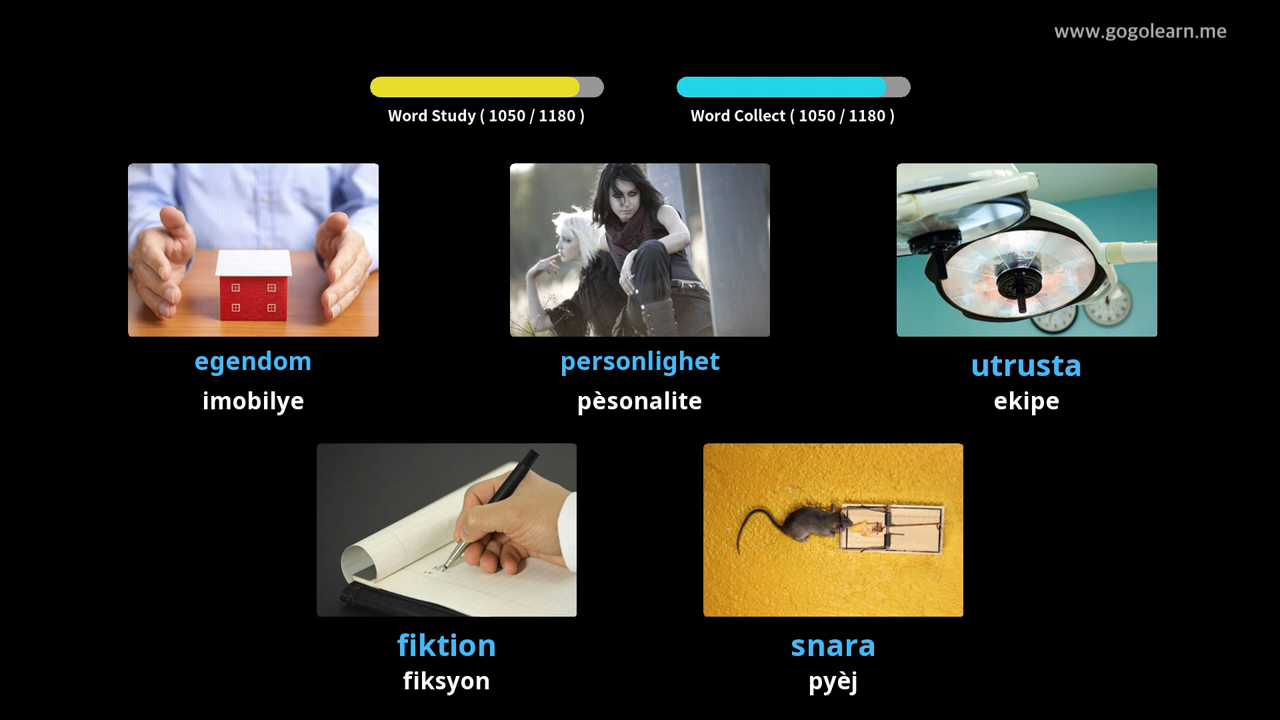 www.gogolearn.me
Word Study ( 1050 / 1180 )
Word Collect ( 1050 / 1180 )
egendom
imobilye
personlighet
pèsonalite
utrusta
ekipe
fiktion
fiksyon
snara
pyèj